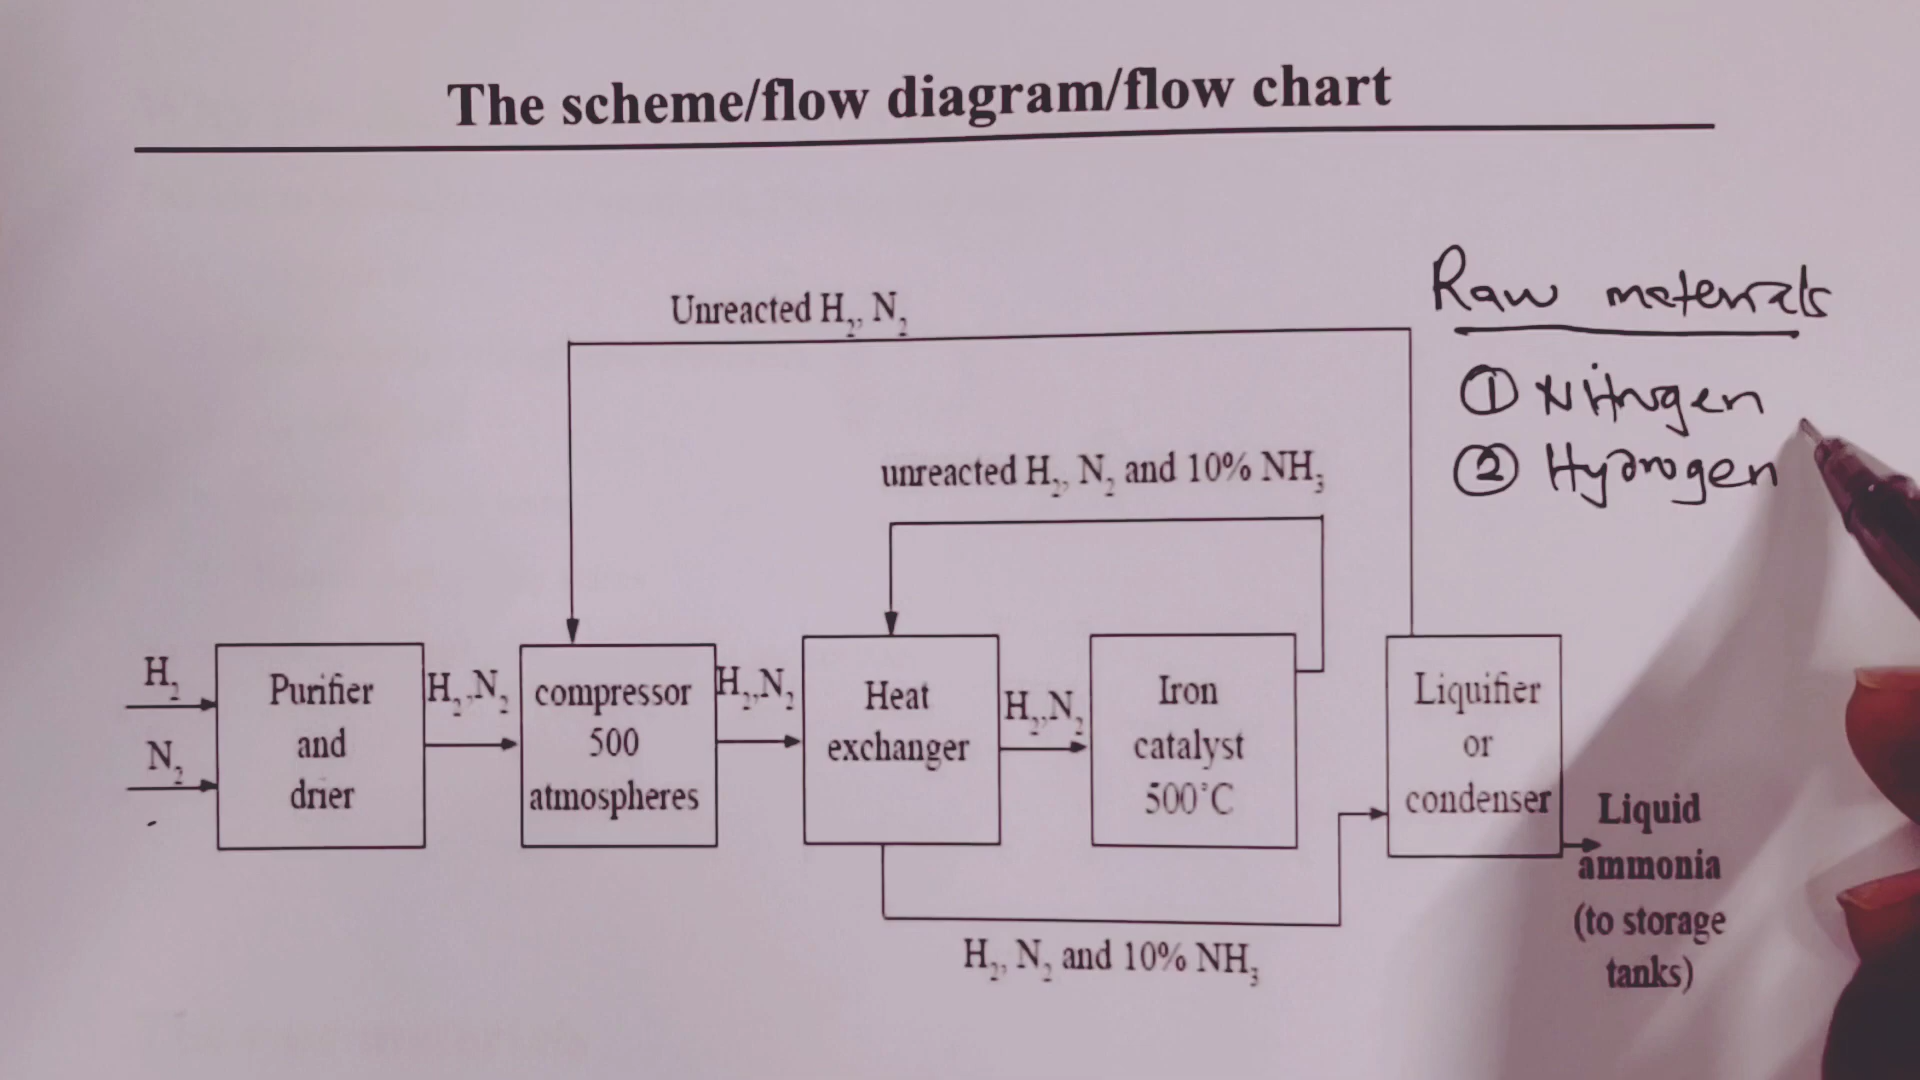 The scheme/flow diagram/flow chart
Raw materials
① Nitrogen
② Hydrogen
Unreacted H₂, N₂
unreacted H₂, N₂ and 10% NH₃
H₂
N₂
Purifier
and
drier
H₂,N₂
compressor
500
atmospheres
H₂,N₂
Heat
exchanger
H₂,N₂
Iron
catalyst
500°C
Liquifier
or
condenser
Liquid
ammonia
(to storage
tanks)
H₂, N₂ and 10% NH₃